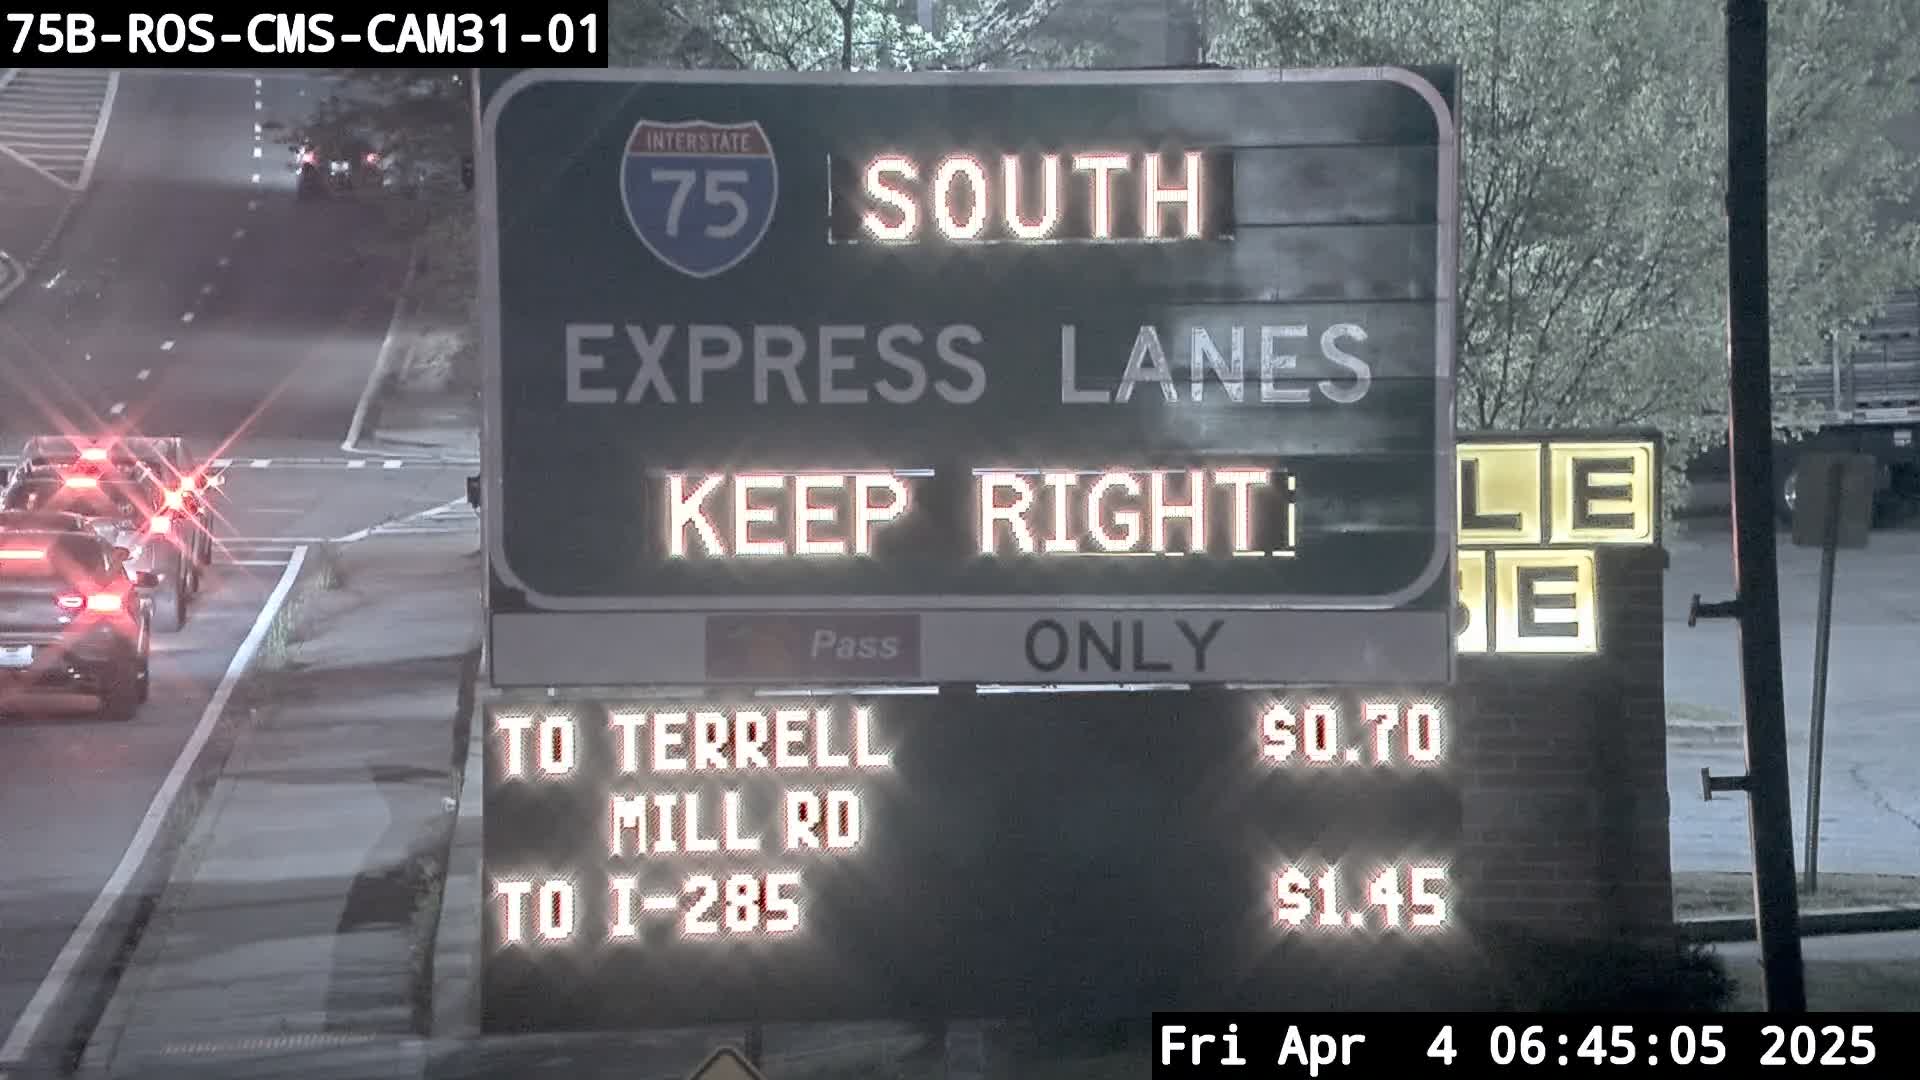 75B-ROS-CMS-CAM31-01
INTERSTATE
75
SOUTH
EXPRESS LANES
KEEP RIGHT
Pass ONLY
TO TERRELL $0.70
MILL RD
TO I-285 $1.45
LE
E
Fri Apr 4 06:45:05 2025